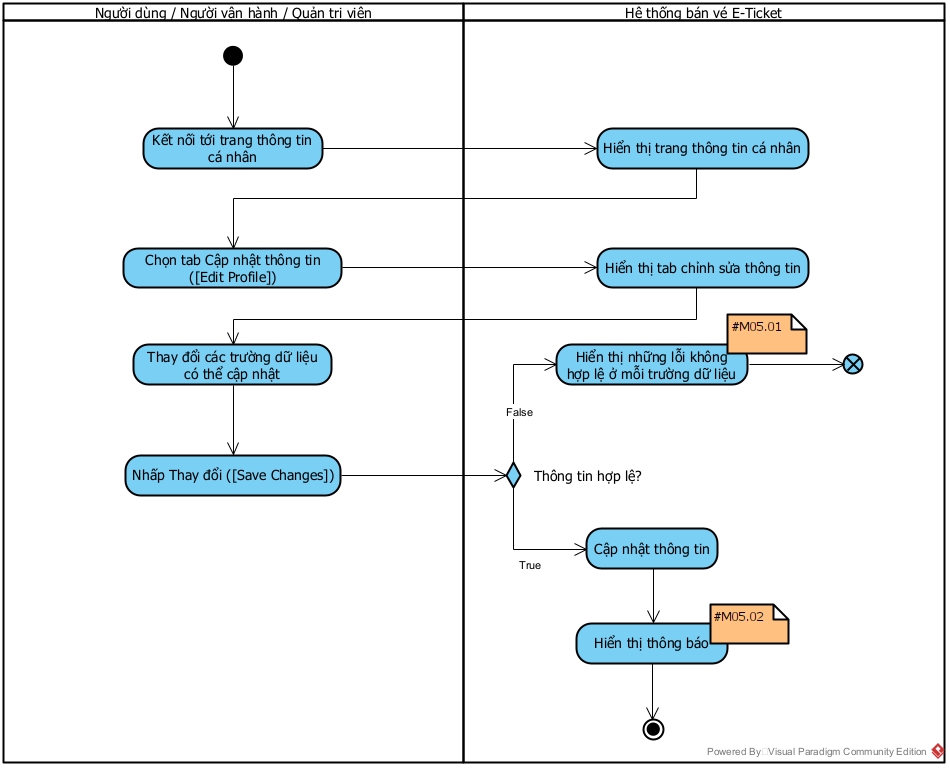 Người dùng / Người vận hành / Quản trị viên
Hệ thống bán vé E-Ticket
Kết nối tới trang thông tin
cá nhân
Hiển thị trang thông tin cá nhân
Chọn tab Cập nhật thông tin
([Edit Profile])
Hiển thị tab chỉnh sửa thông tin
#M05.01
Thay đổi các trường dữ liệu
có thể cập nhật
Hiển thị những lỗi không
hợp lệ ở mỗi trường dữ liệu
False
Nhấp Thay đổi ([Save Changes])
Thông tin hợp lệ?
Cập nhật thông tin
True
#M05.02
Hiển thị thông báo
Powered By Visual Paradigm Community Edition